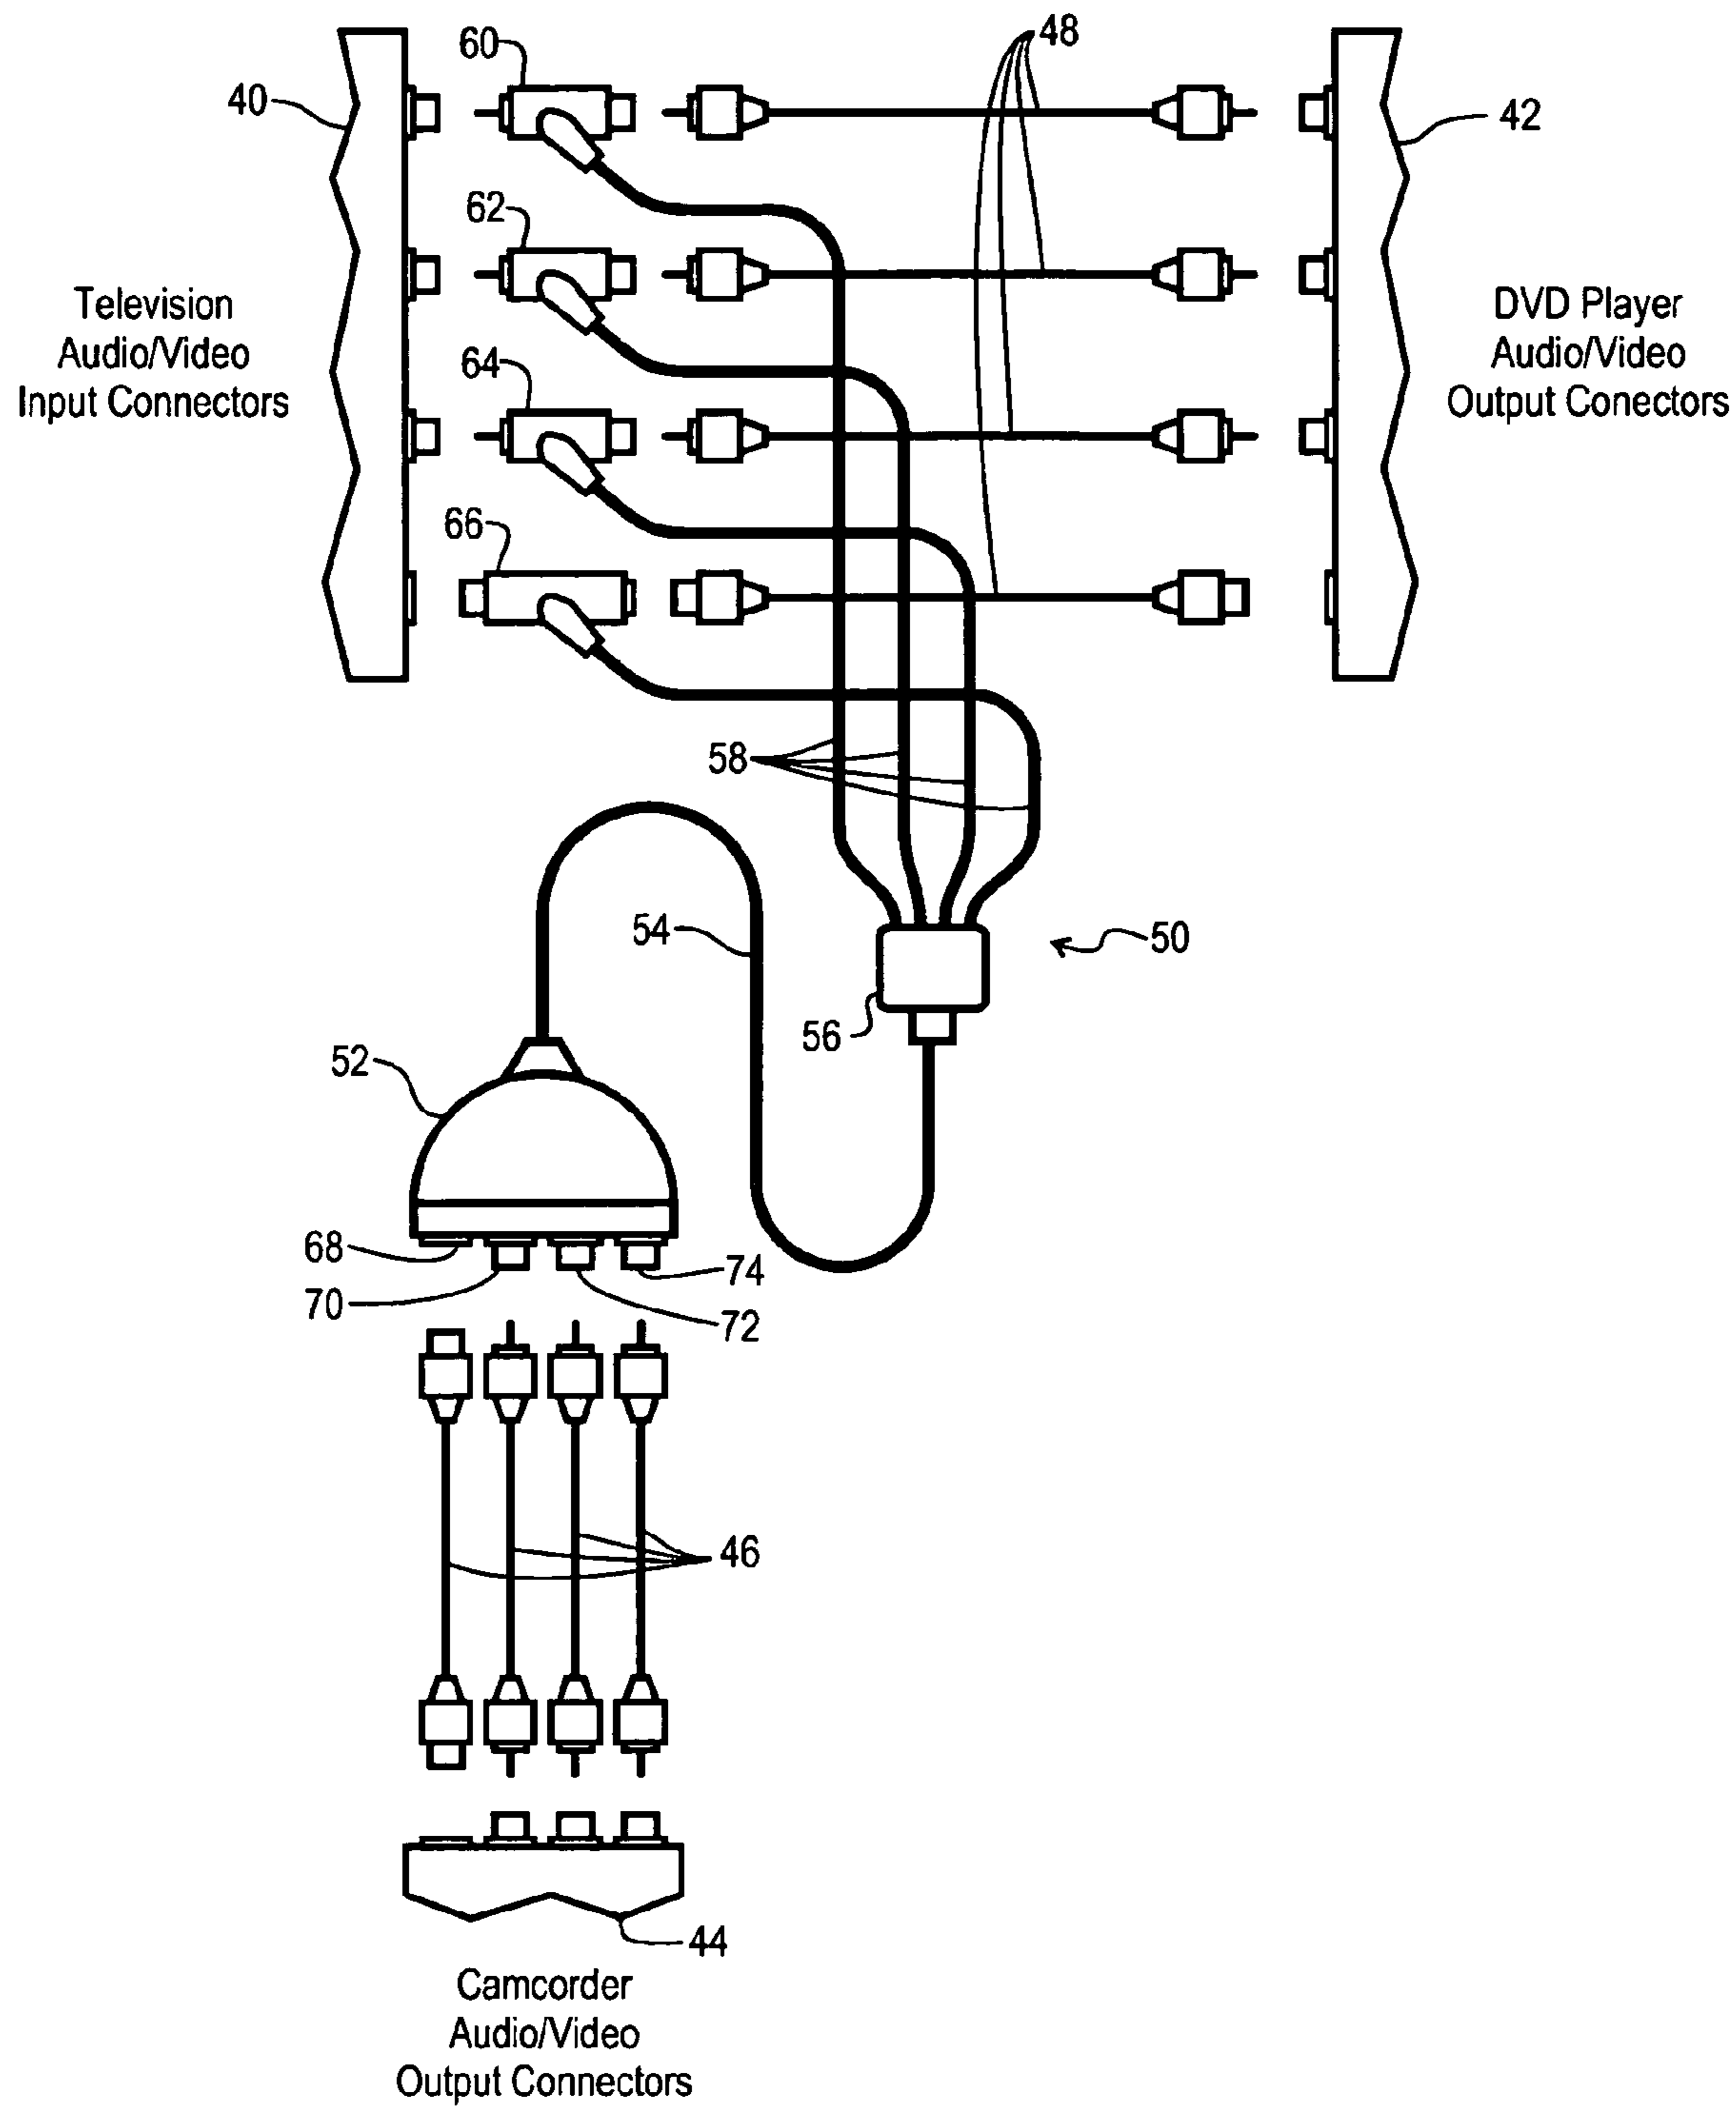 60
48
40
42
62
Television
Audio/Video
Input Connectors
DVD Player
Audio/Video
Output Conectors
64
66
58
54
50
56
52
68
74
70
72
46
44
Camcorder
Audio/Video
Output Connectors